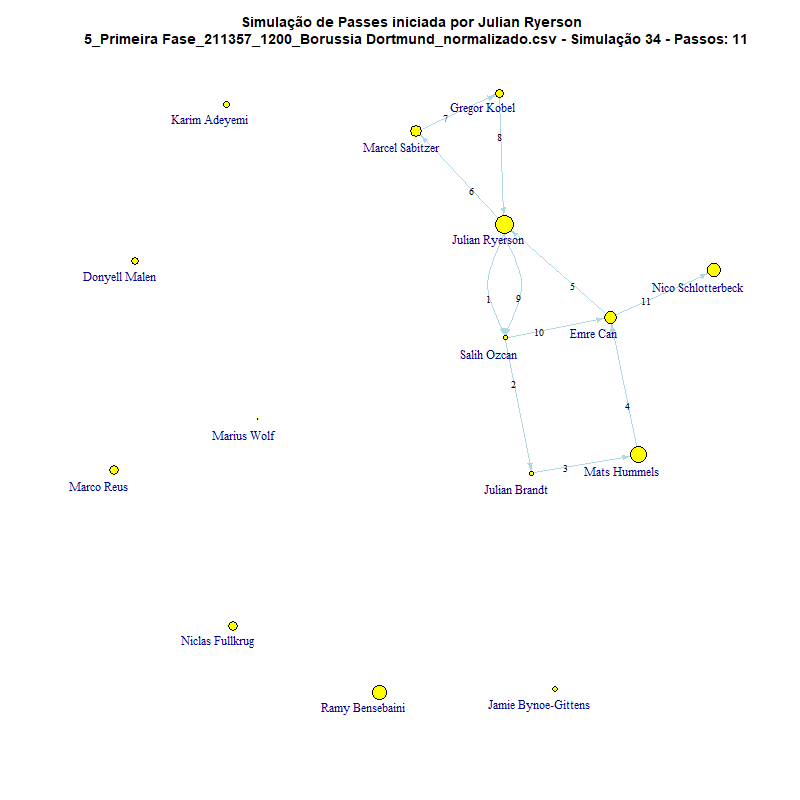 Simulação de Passes iniciada por Julian Ryerson
5_Primeira Fase_211357_1200_Borussia Dortmund_normalizado.csv - Simulação 34 - Passos: 11
Karim Adeyemi
Gregor Kobel
7
8
Marcel Sabitzer
6
Julian Ryerson
Donyell Malen
5
Nico Schlotterbeck
1
9
11
10
Emre Can
Salih Ozcan
2
4
Marius Wolf
3
Mats Hummels
Marco Reus
Julian Brandt
Niclas Fullkrug
Ramy Bensebaini
Jamie Bynoe-Gittens